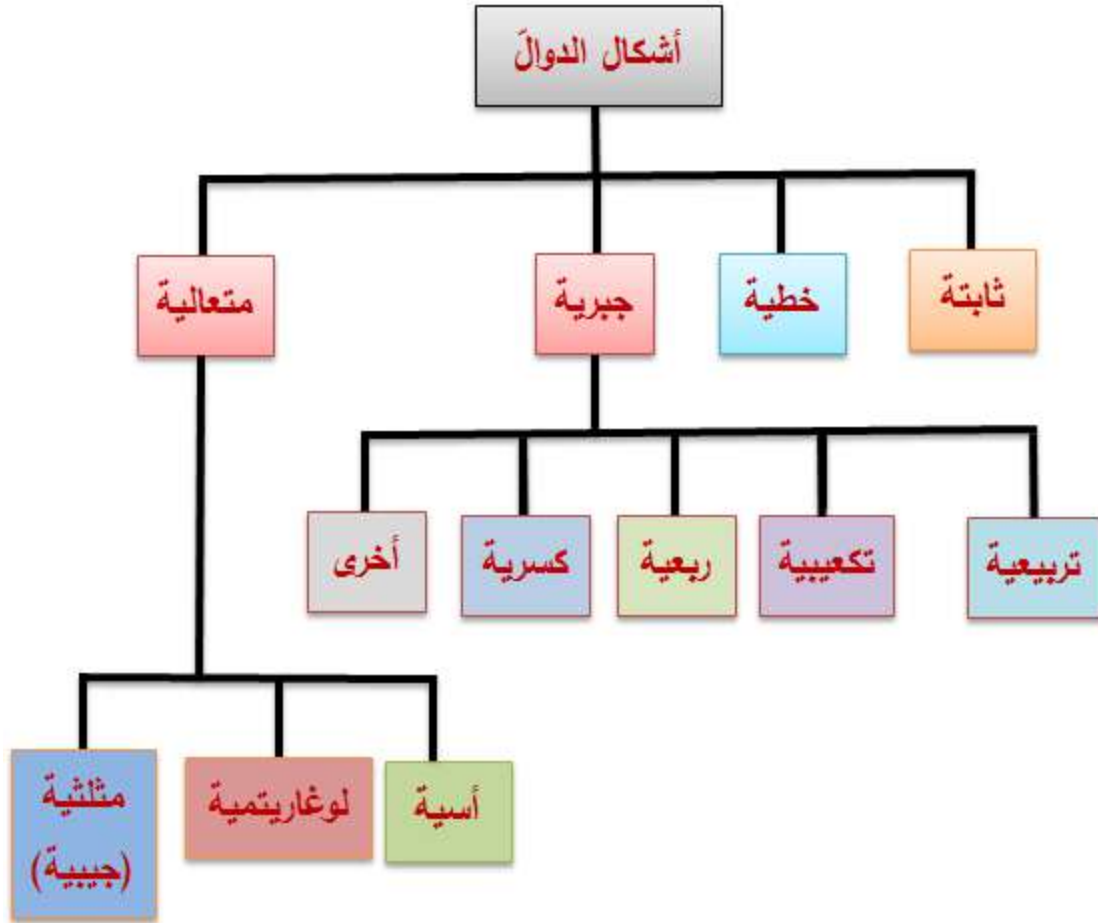 أشكال الدوالّ
ثابتة
خطية
جبرية
متعالية
تربيعية
تكعيبية
ربعية
كسرية
أخرى
أسية
لوغاريتمية
مثلثية
(جيبية)